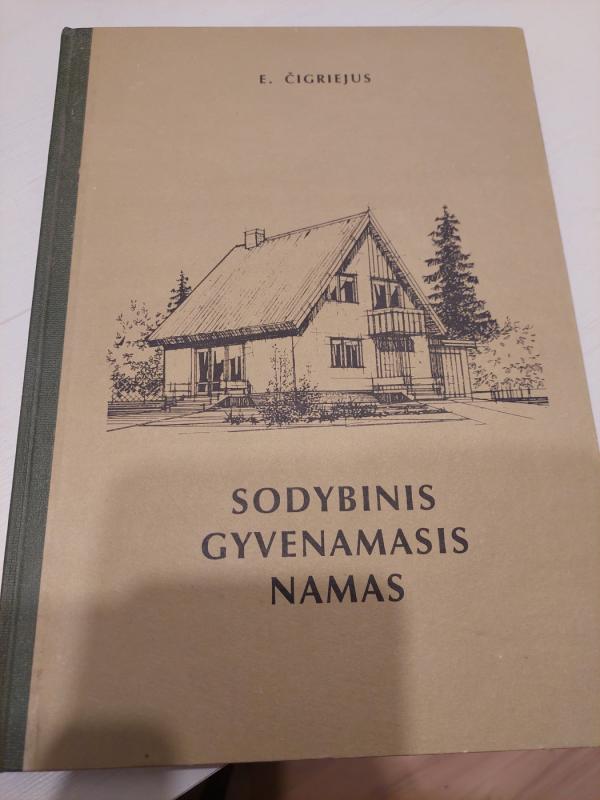 E. ČIGRIEJUS
SODYBINIS
GYVENAMASIS
NAMAS